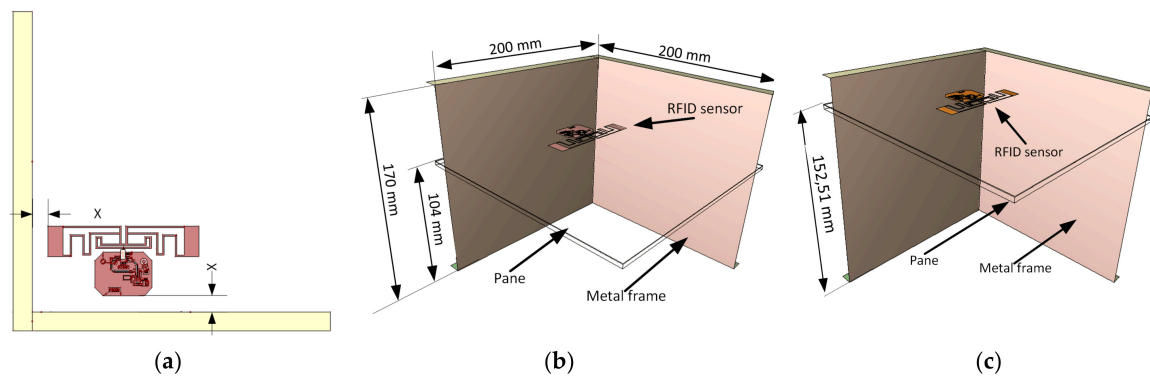 X
X
(a)
200 mm
200 mm
RFID sensor
170 mm
104 mm
Pane
Metal frame
(b)
RFID sensor
152,51 mm
Pane
Metal frame
(c)